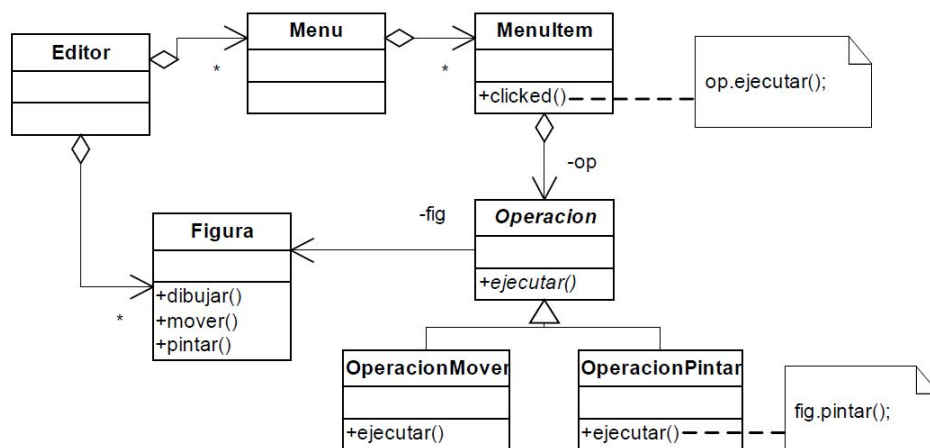 Editor
*
Menu
*
MenuItem
+clicked()
op.ejecutar();
-op
Figura
+dibujar()
+mover()
+pintar()
*
-fig
Operacion
+ejecutar()
OperacionMover
+ejecutar()
OperacionPintar
+ejecutar()
fig.pintar();